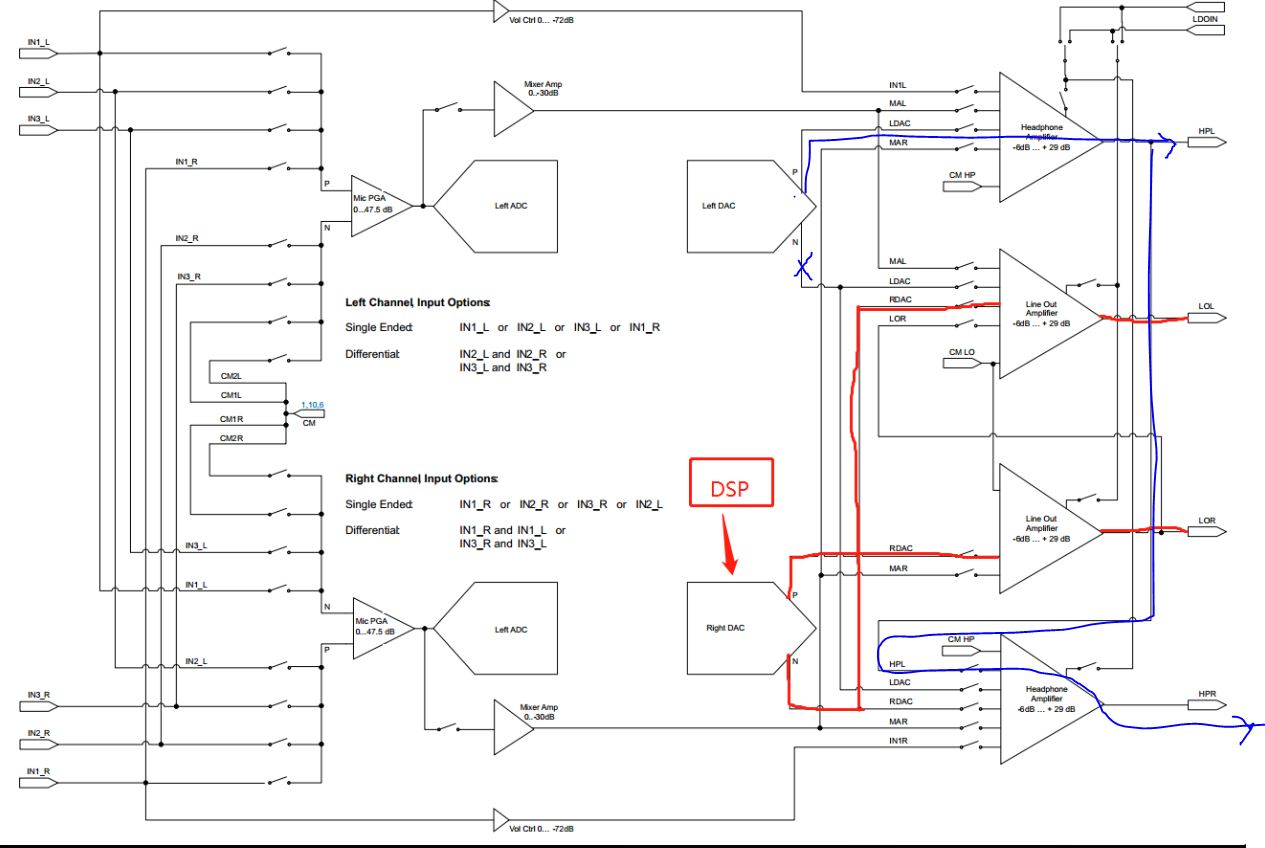 Vol Ctrl 0... -72dB
LDOIN
IN1_L
IN2_L
IN3_L
IN1_R
P
Mic PGA
0...47.5 dB
N
IN2_R
IN3_R
Mixer Amp
0..-30dB
Left ADC
Left DAC
P
N
IN1L
MAL
LDAC
MAR
CM HP
Headphone
Amplifier
-6dB ... + 29 dB
HPL
Left Channel, Input Options:
Single Ended: IN1_L or IN2_L or IN3_L or IN1_R
Differential: IN2_L and IN2_R or
IN3_L and IN3_R
MAL
LDAC
RDAC
LOR
CM LO
Line Out
Amplifier
-6dB ... + 29 dB
LOL
CM2L
CM1L
1,10,6
CM
CM1R
CM2R
Right Channel, Input Options:
Single Ended: IN1_R or IN2_R or IN3_R or IN2_L
Differential: IN1_R and IN1_L or
IN3_R and IN3_L
DSP
Line Out
Amplifier
-6dB ... + 29 dB
LOR
RDAC
MAR
IN3_L
IN1_L
N
Mic PGA
0...47.5 dB
P
Left ADC
Right DAC
P
N
IN2_L
IN3_R
IN2_R
IN1_R
Mixer Amp
0..-30dB
CM HP
HPL
LDAC
RDAC
MAR
IN1R
Headphone
Amplifier
-6dB ... + 29 dB
HPR
Vol Ctrl 0... -72dB